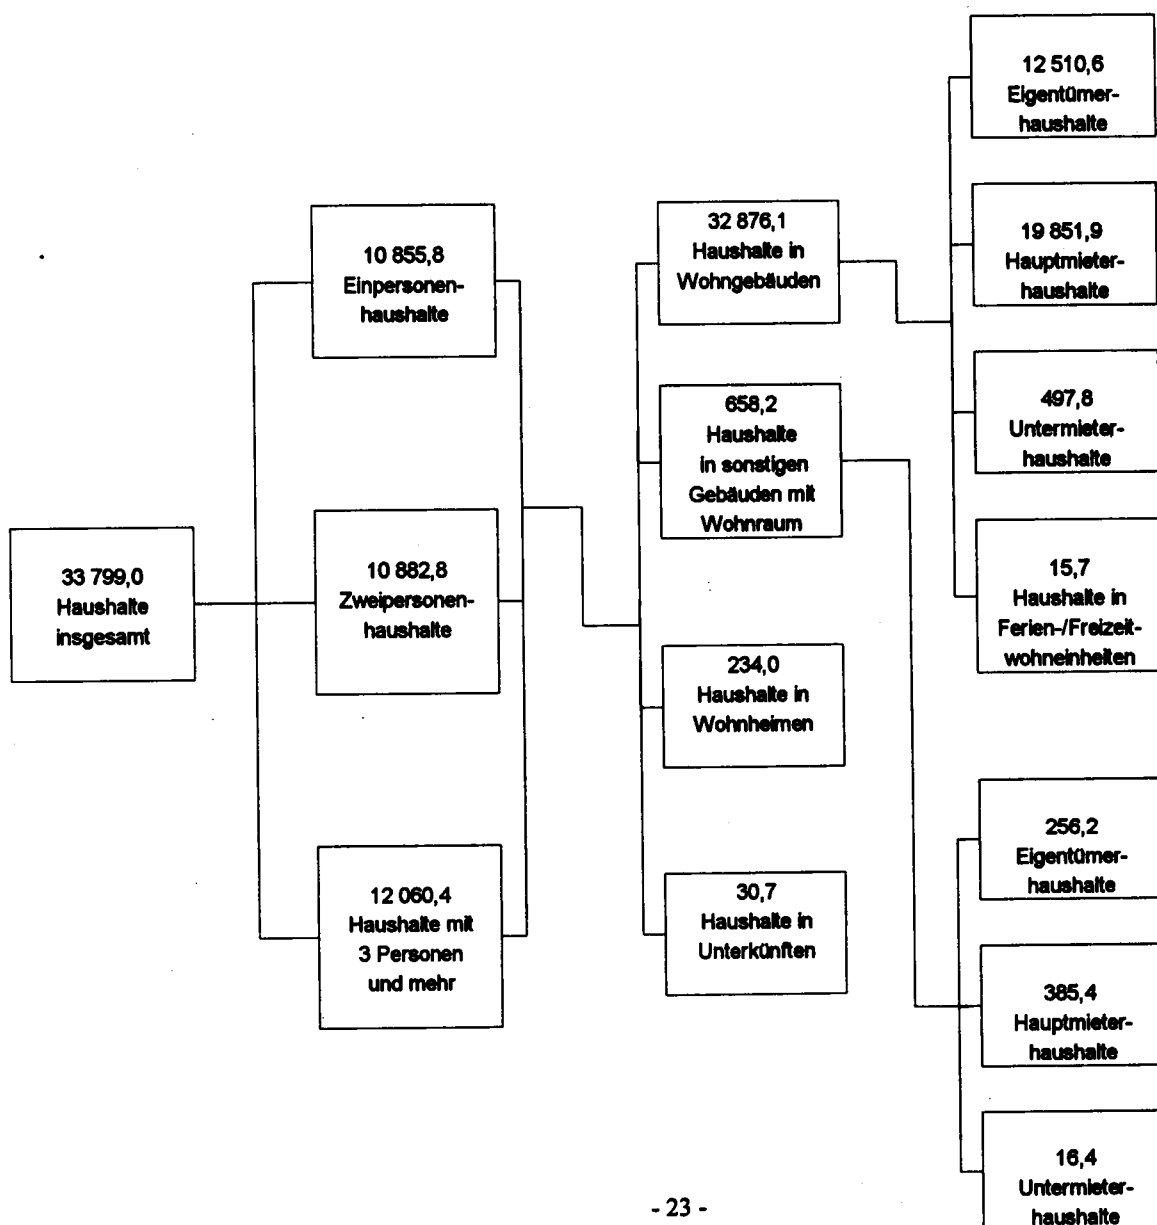 33 799,0
Haushalte
insgesamt
10 855,8
Einpersonen-
haushalte
10 882,8
Zweipersonen-
haushalte
12 060,4
Haushalte mit
3 Personen
und mehr
32 876,1
Haushalte in
Wohngebäuden
658,2
Haushalte
in sonstigen
Gebäuden mit
Wohnraum
234,0
Haushalte in
Wohnheimen
30,7
Haushalte in
Unterkünften
12 510,6
Eigentümer-
haushalte
19 851,9
Hauptmieter-
haushalte
497,8
Untermieter-
haushalte
15,7
Haushalte in
Ferien-/Freizeit-
wohneinheiten
256,2
Eigentümer-
haushalte
385,4
Hauptmieter-
haushalte
16,4
Untermieter-
haushalte
- 23 -